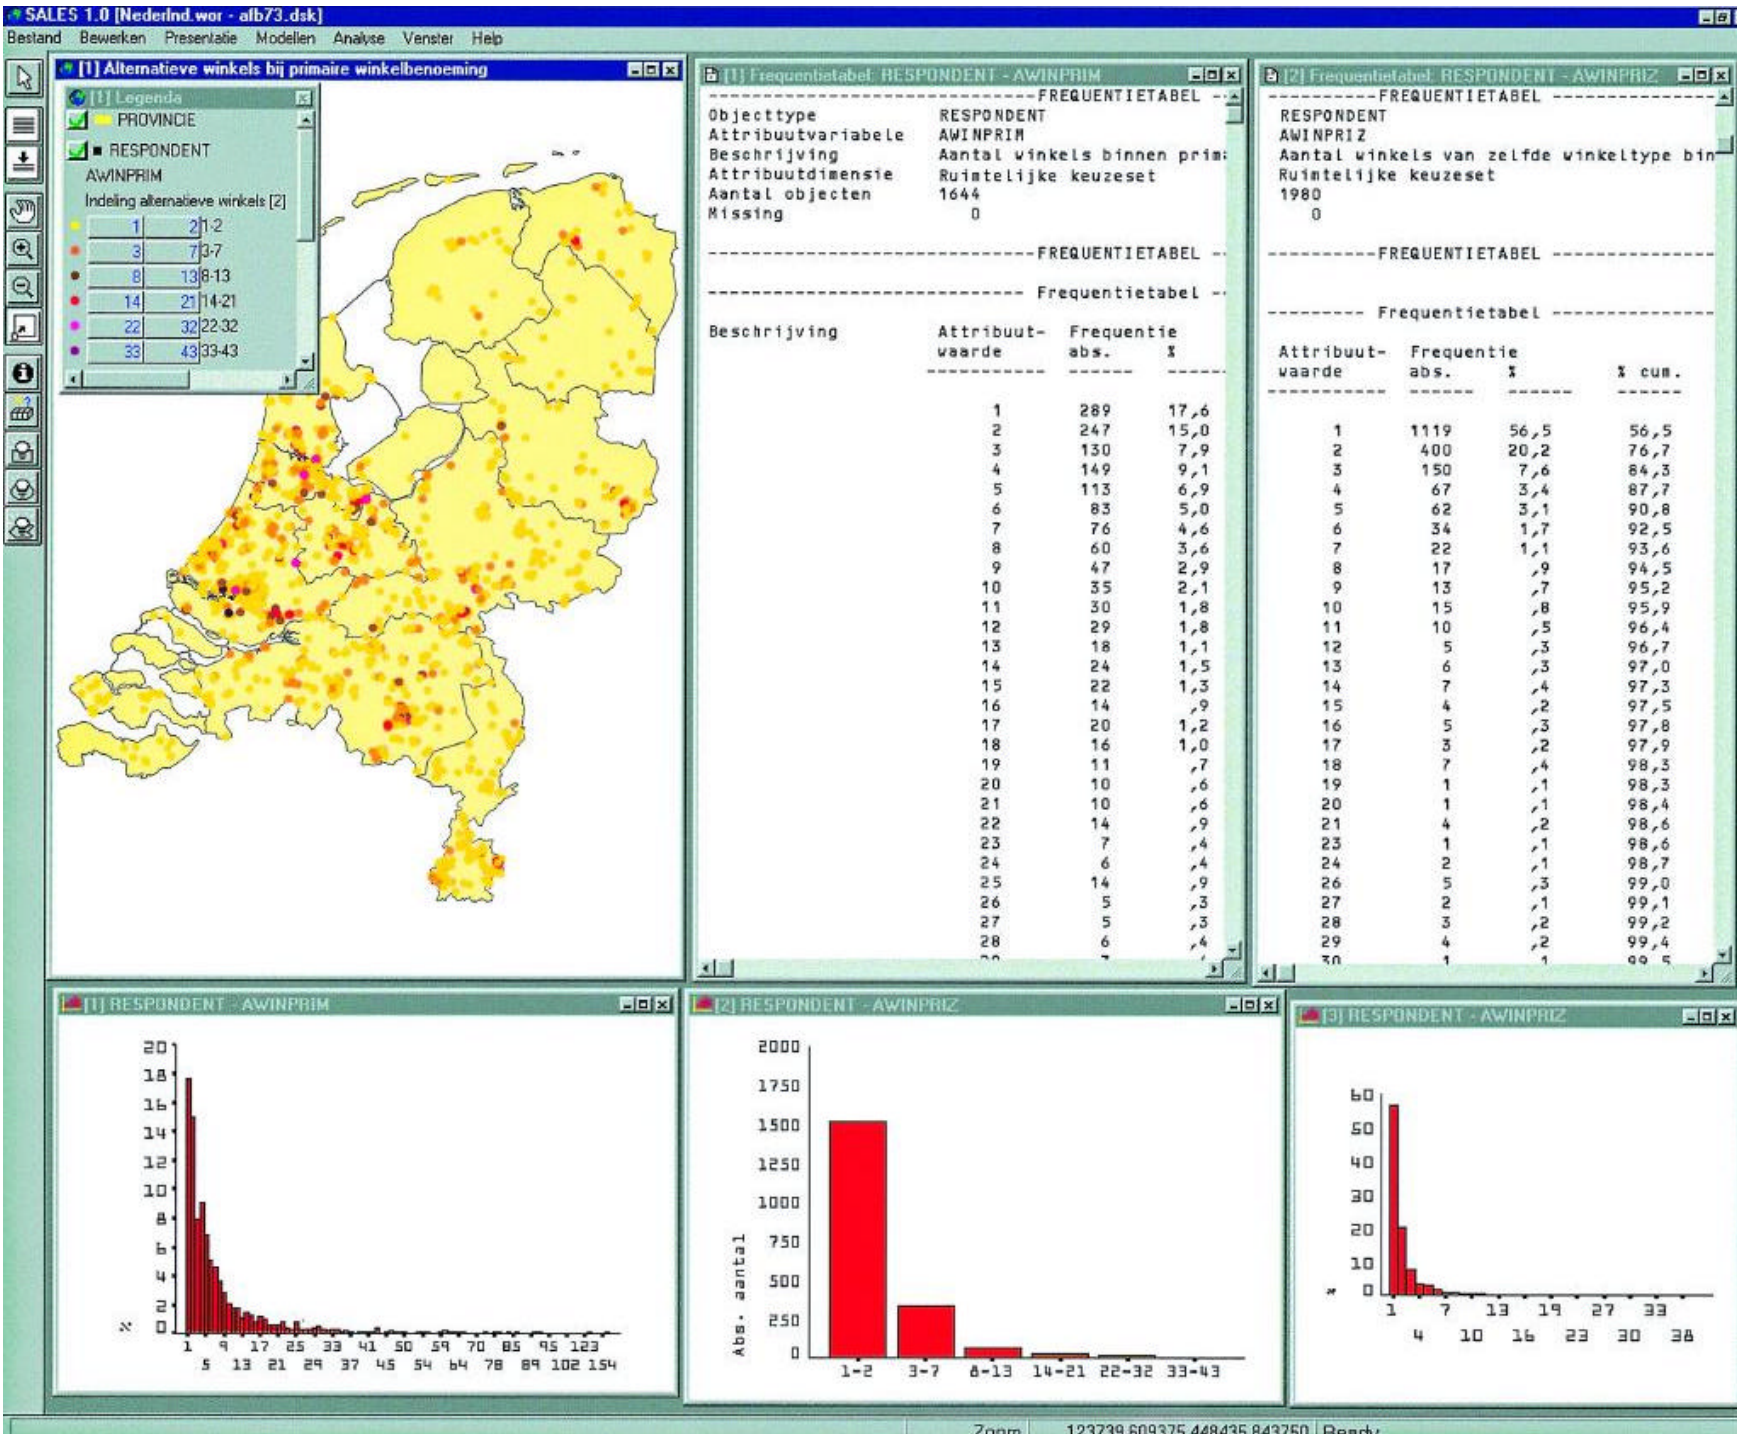 SALES 1.0 [Nederlnd.wor - afb73.dsk]
Bestand Bewerken Presentatie Modellen Analyse Venster Help
[1] Alternatieve winkels bij primaire winkelbenoeming
[1] Legenda
PROVINCIE
RESPONDENT
AWINPRIM
Indeling alternatieve winkels [2]
1 2 1-2
3 7 3-7
8 13 8-13
14 21 14-21
22 32 22-32
33 43 33-43
[1] Frequentietabel: RESPONDENT - AWINPRIM
FREQUENTIETABEL
Objecttype RESPONDENT
Attribuutvariabele AWINPRIM
Beschrijving Aantal winkels binnen prim
Attribuutdimensie Ruimtelijke keuzeset
Aantal objecten 1644
Missing 0
FREQUENTIETABEL
Frequentietabel
Beschrijving Attribuut- Frequentie
waarde abs. %
1 289 17,6
2 247 15,0
3 130 7,9
4 149 9,1
5 113 6,9
6 83 5,0
7 76 4,6
8 60 3,6
9 47 2,9
10 35 2,1
11 30 1,8
12 29 1,8
13 18 1,1
14 24 1,5
15 22 1,3
16 14 ,9
17 20 1,2
18 16 1,0
19 11 ,7
20 10 ,6
21 10 ,6
22 14 ,9
23 7 ,4
24 6 ,4
25 14 ,9
26 5 ,3
27 5 ,3
28 6 ,4
[2] Frequentietabel: RESPONDENT - AWINPRIZ
FREQUENTIETABEL
RESPONDENT
AWINPRIZ
Aantal winkels van zelfde winkeltype bin
Ruimtelijke keuzeset
1980
0
FREQUENTIETABEL
Frequentietabel
Attribuut- Frequentie
waarde abs. % % cum.
1 1119 56,5 56,5
2 400 20,2 76,7
3 150 7,6 84,3
4 67 3,4 87,7
5 62 3,1 90,8
6 34 1,7 92,5
7 22 1,1 93,6
8 17 ,9 94,5
9 13 ,7 95,2
10 15 ,8 95,9
11 10 ,5 96,4
12 5 ,3 96,7
13 6 ,3 97,0
14 7 ,4 97,3
15 4 ,2 97,5
16 5 ,3 97,8
17 3 ,2 97,9
18 7 ,4 98,3
19 1 ,1 98,3
20 1 ,1 98,4
21 4 ,2 98,6
23 1 ,1 98,6
24 2 ,1 98,7
26 5 ,3 99,0
27 2 ,1 99,1
28 3 ,2 99,2
29 4 ,2 99,4
30 1 ,1 99,5
[1] RESPONDENT - AWINPRIM
20
18
16
14
12
10
8
6
4
2
% 0
1 9 17 25 33 41 50 59 70 85 95 123
5 13 21 29 37 45 54 64 78 89 102 154
[2] RESPONDENT - AWINPRIZ
2000
1750
1500
1250
1000
750
500
250
0
Abs. aantal
1-2 3-7 8-13 14-21 22-32 33-43
[3] RESPONDENT - AWINPRIZ
60
50
40
30
20
10
% 0
1 7 13 19 27 33
4 10 16 23 30 38
Zoom 123739.609375,448435.843750 Ready